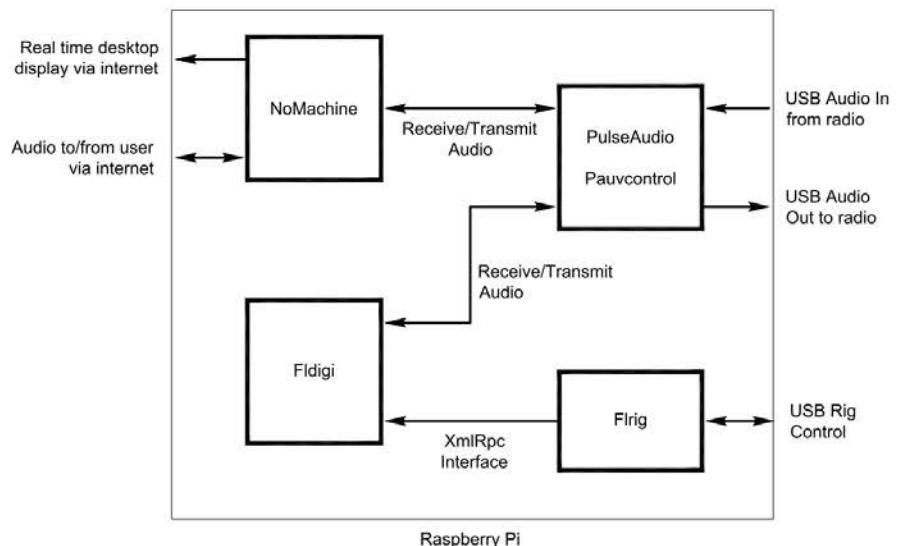 Real time desktop
display via internet
NoMachine
Receive/Transmit
Audio
PulseAudio
Pauvcontrol
USB Audio In
from radio
Audio to/from user
via internet
USB Audio
Out to radio
Receive/Transmit
Audio
Fldigi
Flrig
USB Rig
Control
XmlRpc
Interface
Raspberry Pi